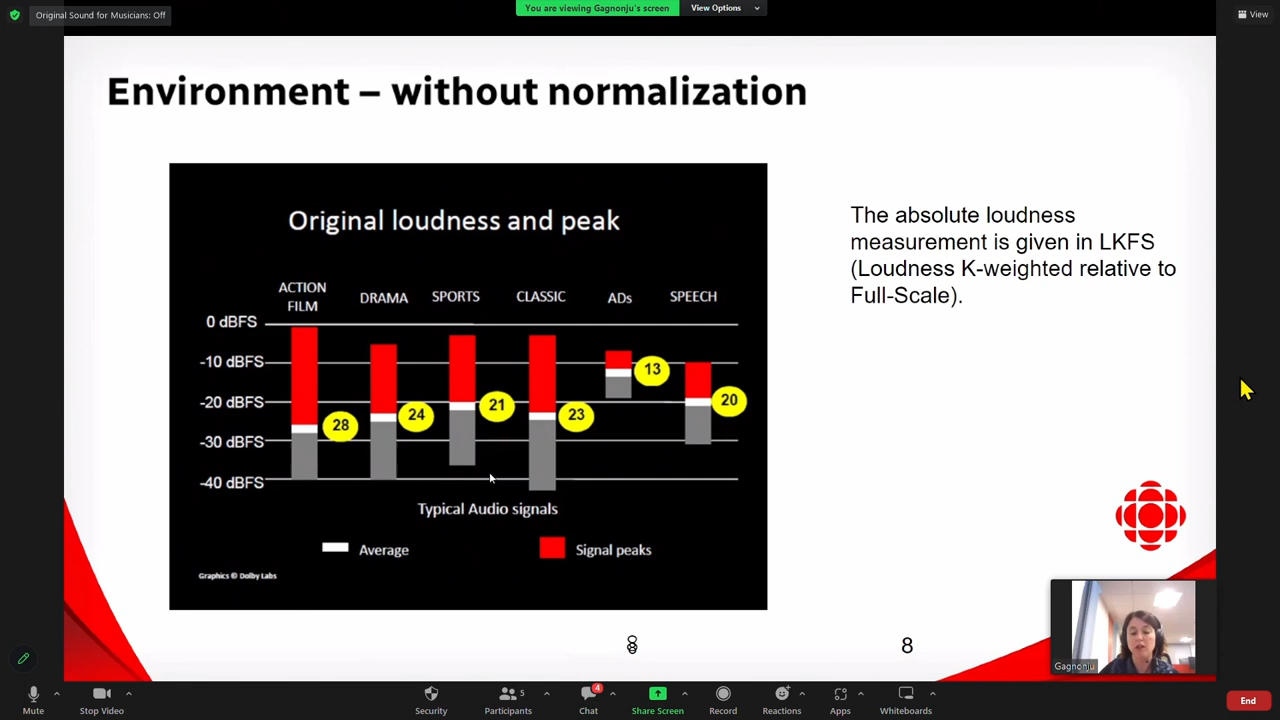 Original Sound for Musicians: Off
You are viewing Gagnonju's screen
View Options
View
Environment – without normalization
Original loudness and peak
ACTION FILM
DRAMA
SPORTS
CLASSIC
ADs
SPEECH
0 dBFS
-10 dBFS
-20 dBFS
-30 dBFS
-40 dBFS
28
24
21
23
13
20
Typical Audio signals
Average
Signal peaks
Graphics © Dolby Labs
The absolute loudness
measurement is given in LKFS
(Loudness K-weighted relative to
Full-Scale).
8
8
Gagnonju
Mute
Stop Video
Security
Participants
5
Chat
4
Share Screen
Record
Reactions
Apps
Whiteboards
End